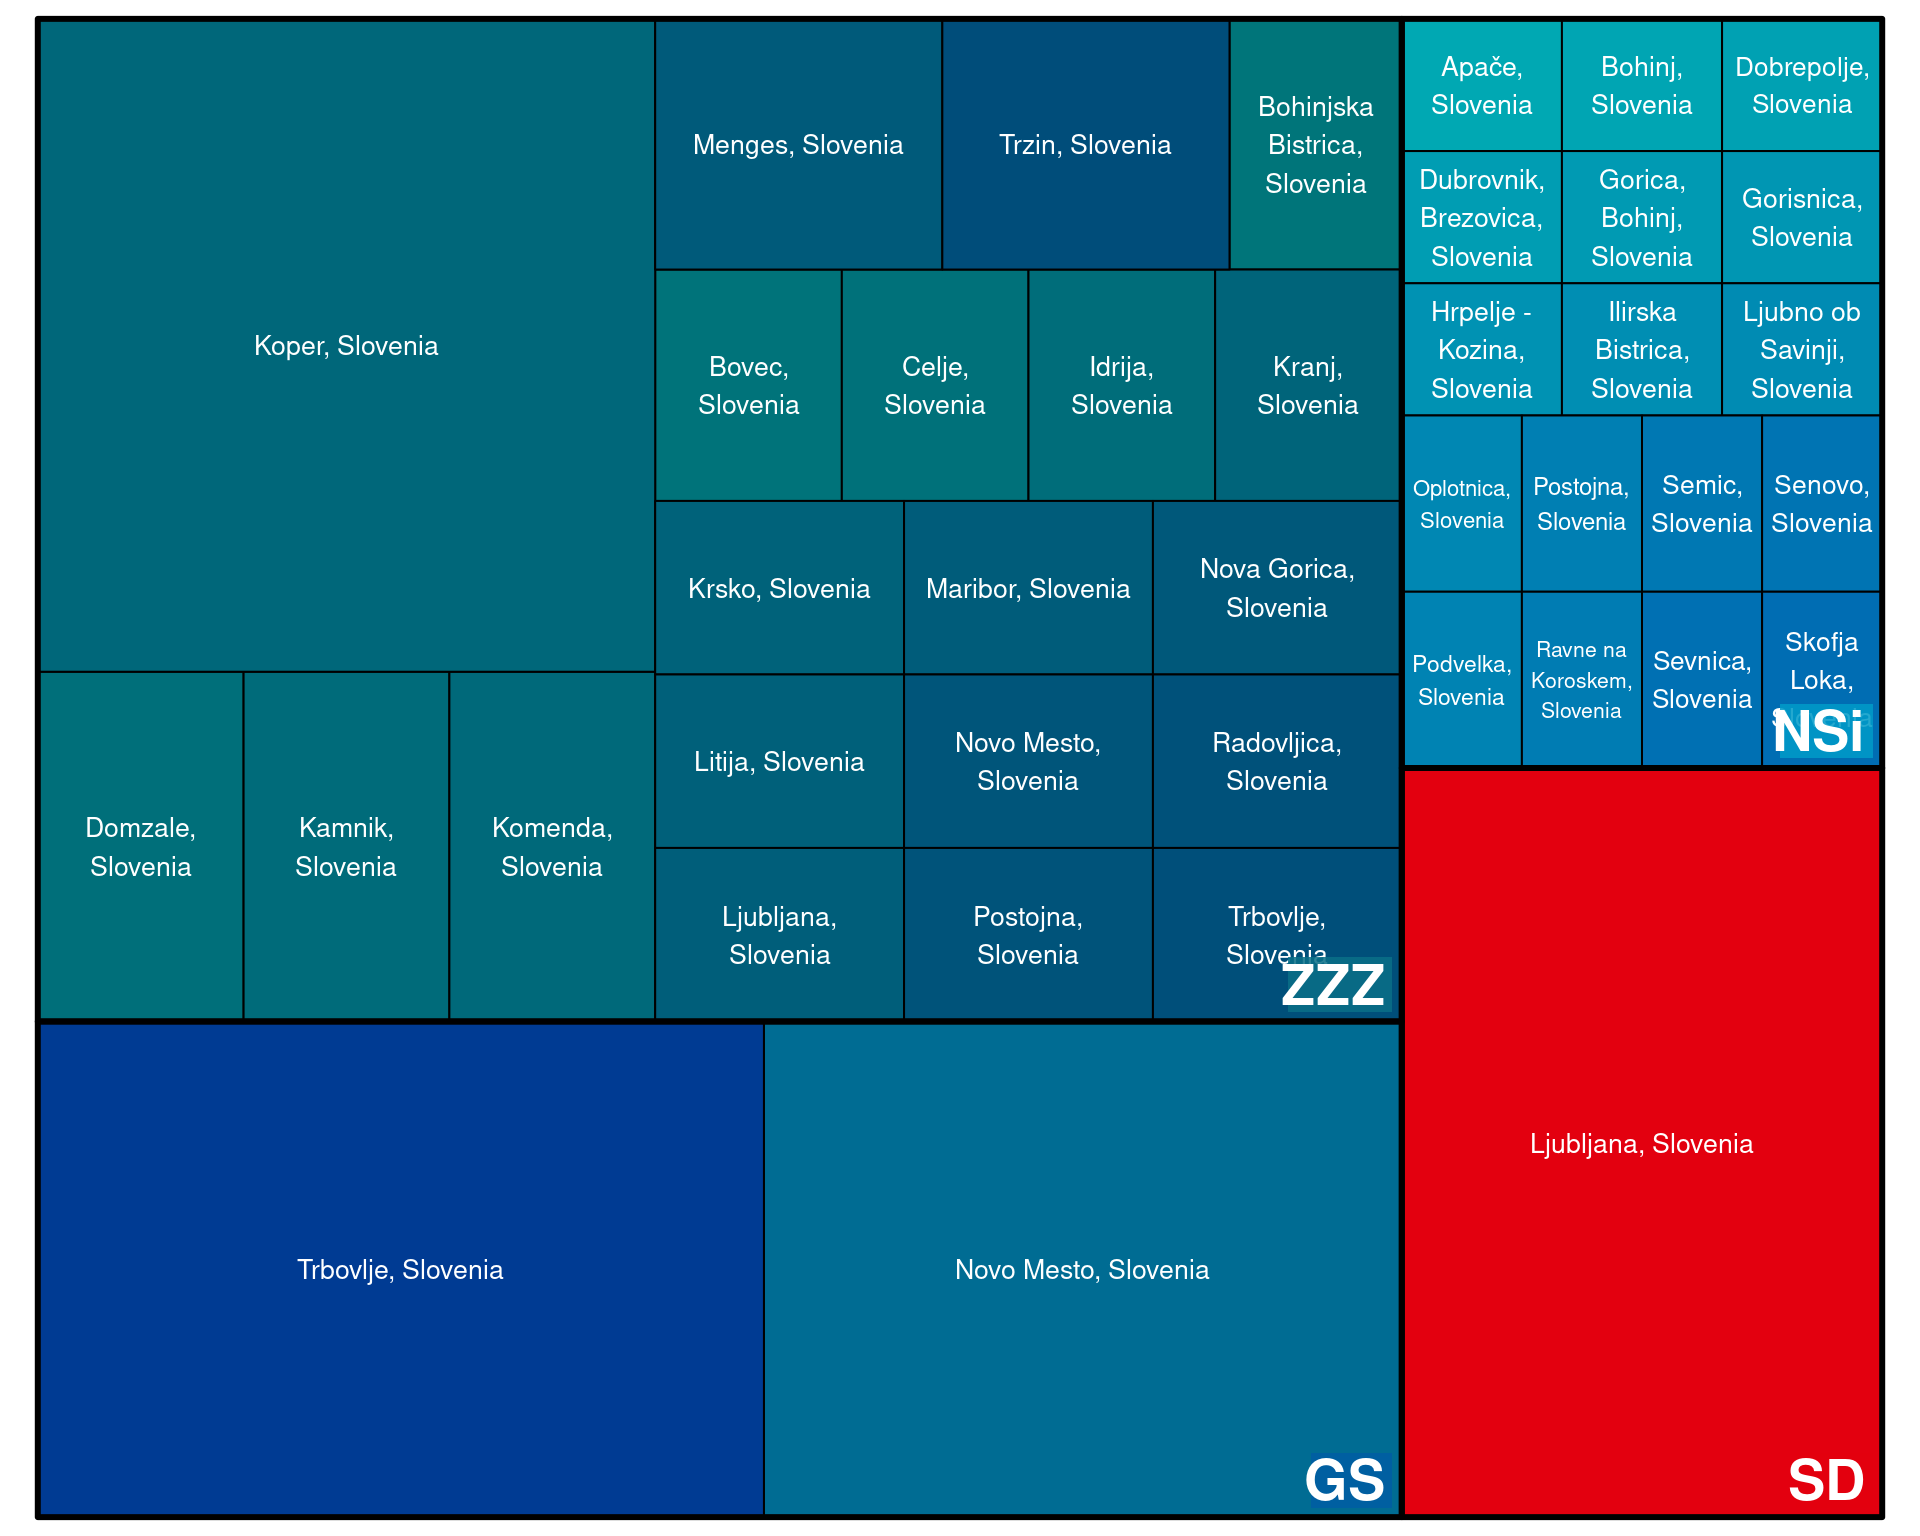 Koper, Slovenia
Menges, Slovenia
Trzin, Slovenia
Bohinjska
Bistrica,
Slovenia
Bovec,
Slovenia
Celje,
Slovenia
Idrija,
Slovenia
Kranj,
Slovenia
Krsko, Slovenia
Maribor, Slovenia
Nova Gorica,
Slovenia
Domzale,
Slovenia
Kamnik,
Slovenia
Komenda,
Slovenia
Litija, Slovenia
Novo Mesto,
Slovenia
Radovljica,
Slovenia
Ljubljana,
Slovenia
Postojna,
Slovenia
Trbovlje,
Slovenia
ZZZ
Trbovlje, Slovenia
Novo Mesto, Slovenia
GS
Apače,
Slovenia
Bohinj,
Slovenia
Dobrepolje,
Slovenia
Dubrovnik,
Brezovica,
Slovenia
Gorica,
Bohinj,
Slovenia
Gorisnica,
Slovenia
Hrpelje -
Kozina,
Slovenia
Ilirska
Bistrica,
Slovenia
Ljubno ob
Savinji,
Slovenia
Oplotnica,
Slovenia
Postojna,
Slovenia
Semic,
Slovenia
Senovo,
Slovenia
Podvelka,
Slovenia
Ravne na
Koroskem,
Slovenia
Sevnica,
Slovenia
Skofja
Loka,
NSi
Ljubljana, Slovenia
SD